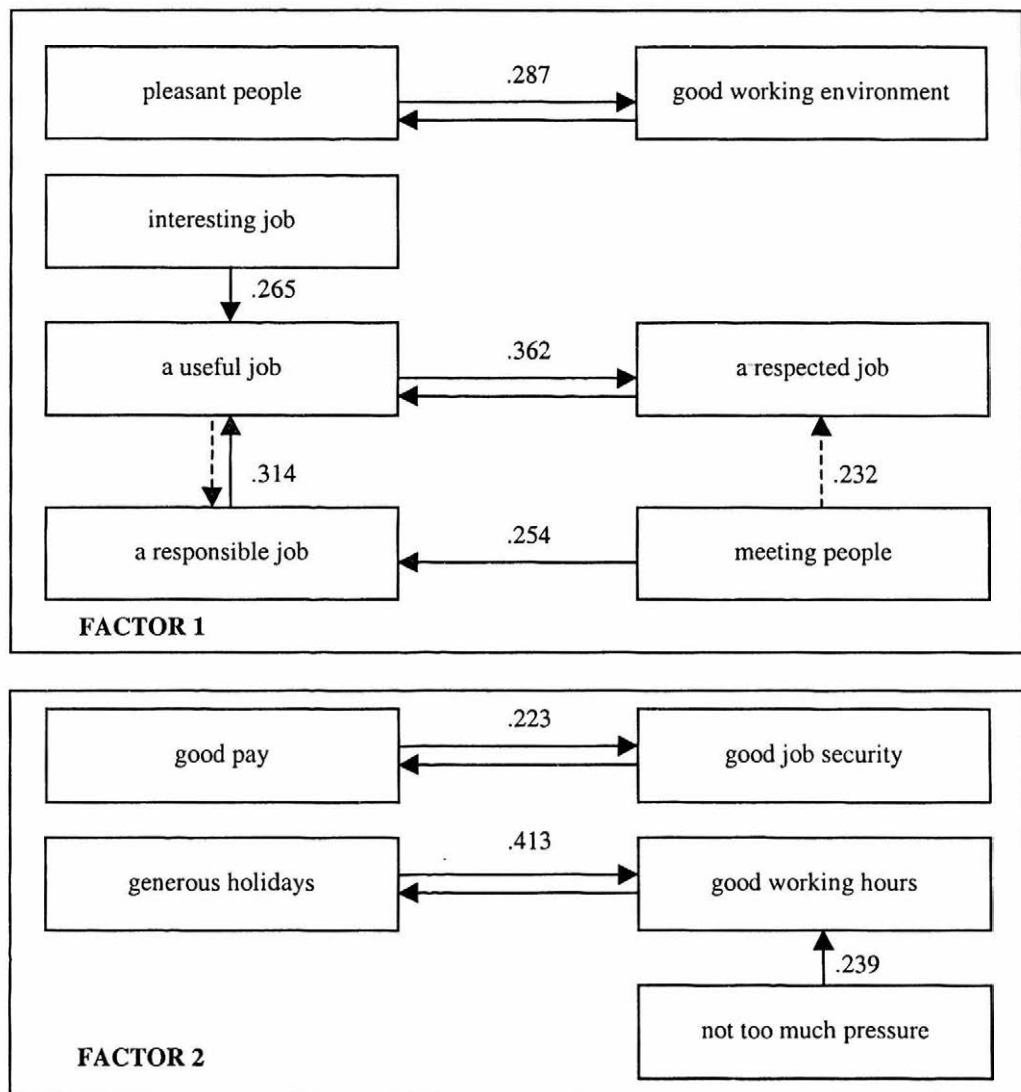 .287
pleasant people
good working environment
interesting job
.265
.362
a useful job
a respected job
.314
.232
.254
a responsible job
meeting people
FACTOR 1
.223
good pay
good job security
.413
generous holidays
good working hours
.239
not too much pressure
FACTOR 2